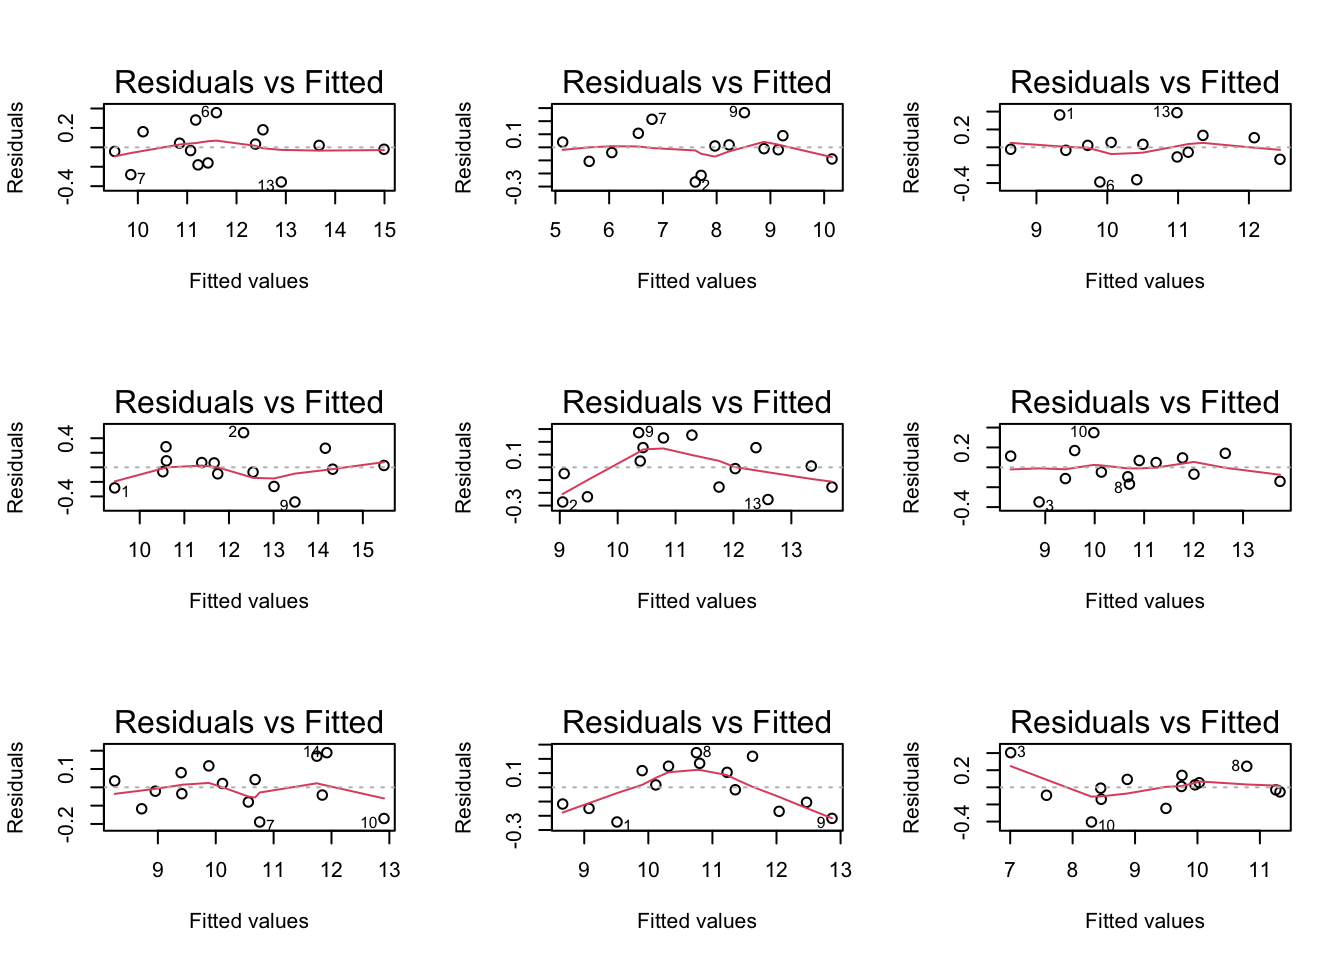 Residuals vs Fitted
Residuals
0.2
-0.4
6
7
13
10 11 12 13 14 15
Fitted values
Residuals vs Fitted
Residuals
0.1
-0.3
7
9
2
5 6 7 8 9 10
Fitted values
Residuals vs Fitted
Residuals
0.2
-0.4
1
13
6
9 10 11 12
Fitted values
Residuals vs Fitted
Residuals
0.4
-0.4
2
1
9
10 11 12 13 14 15
Fitted values
Residuals vs Fitted
Residuals
0.1
-0.3
9
2
13
9 10 11 12 13
Fitted values
Residuals vs Fitted
Residuals
0.2
-0.4
10
8
3
9 10 11 12 13
Fitted values
Residuals vs Fitted
Residuals
0.1
-0.2
14
7
10
9 10 11 12 13
Fitted values
Residuals vs Fitted
Residuals
0.1
-0.3
8
1
9
9 10 11 12 13
Fitted values
Residuals vs Fitted
Residuals
0.2
-0.4
3
8
10
7 8 9 10 11
Fitted values